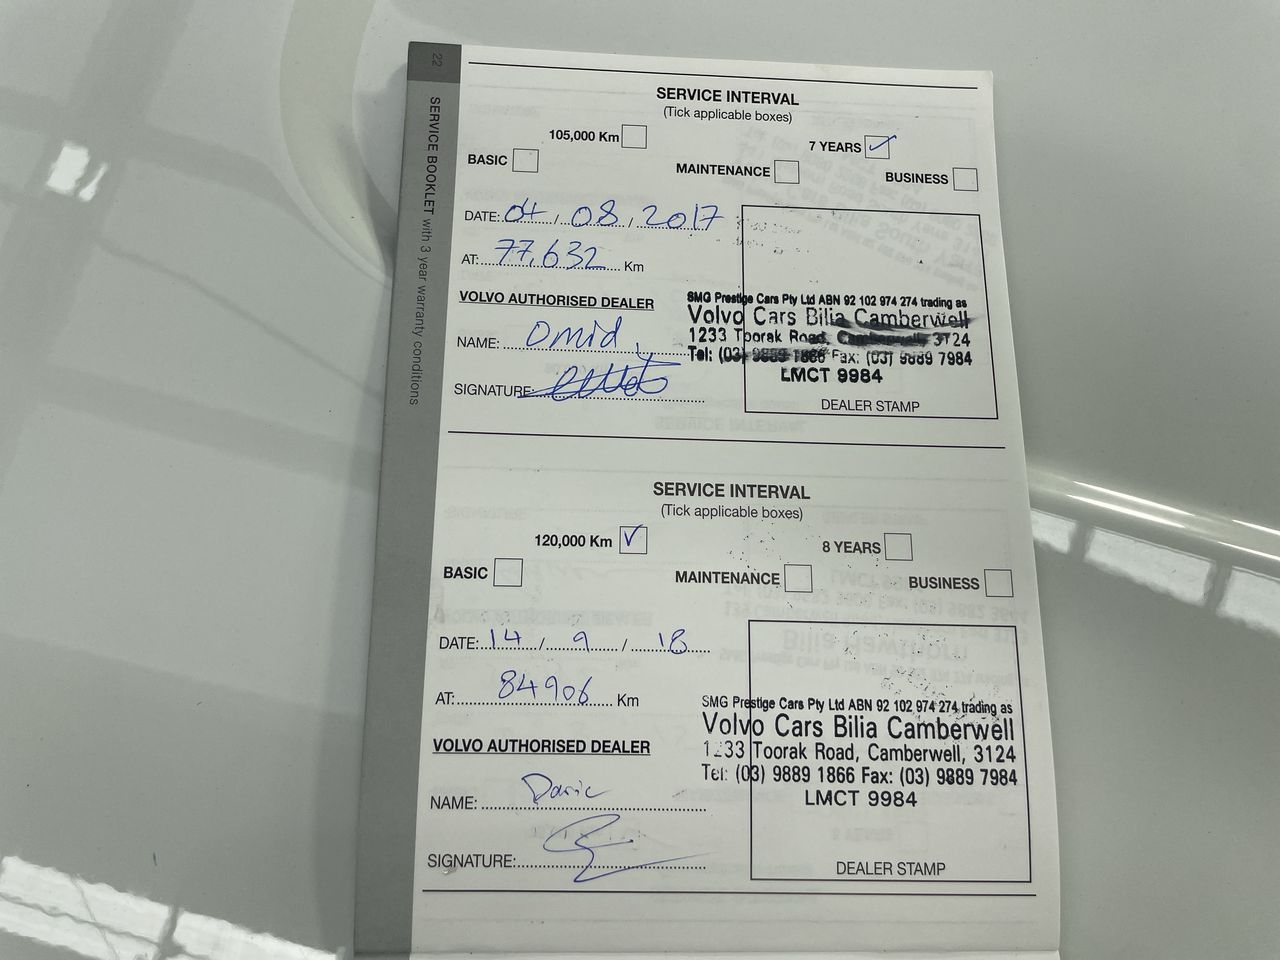 22
SERVICE BOOKLET with 3 year warranty conditions
SERVICE INTERVAL
(Tick applicable boxes)
105,000 Km
7 YEARS
BASIC
MAINTENANCE
BUSINESS
DATE: 04 / 08 / 2017
AT: 77,632 Km
VOLVO AUTHORISED DEALER
NAME: Omid
SIGNATURE:
SMG Prestige Cars Pty Ltd ABN 92 102 974 274 trading as
Volvo Cars Bilia Camberwell
1233 Toorak Road, Camberwell, 3124
Tel: (03) 9889 1866 Fax: (03) 9889 7984
LMCT 9984
DEALER STAMP
SERVICE INTERVAL
(Tick applicable boxes)
120,000 Km
8 YEARS
BASIC
MAINTENANCE
BUSINESS
DATE: 14 / 9 / 18
AT: 84906 Km
VOLVO AUTHORISED DEALER
NAME:
SIGNATURE:
SMG Prestige Cars Pty Ltd ABN 92 102 974 274 trading as
Volvo Cars Bilia Camberwell
1233 Toorak Road, Camberwell, 3124
Tel: (03) 9889 1866 Fax: (03) 9889 7984
LMCT 9984
DEALER STAMP